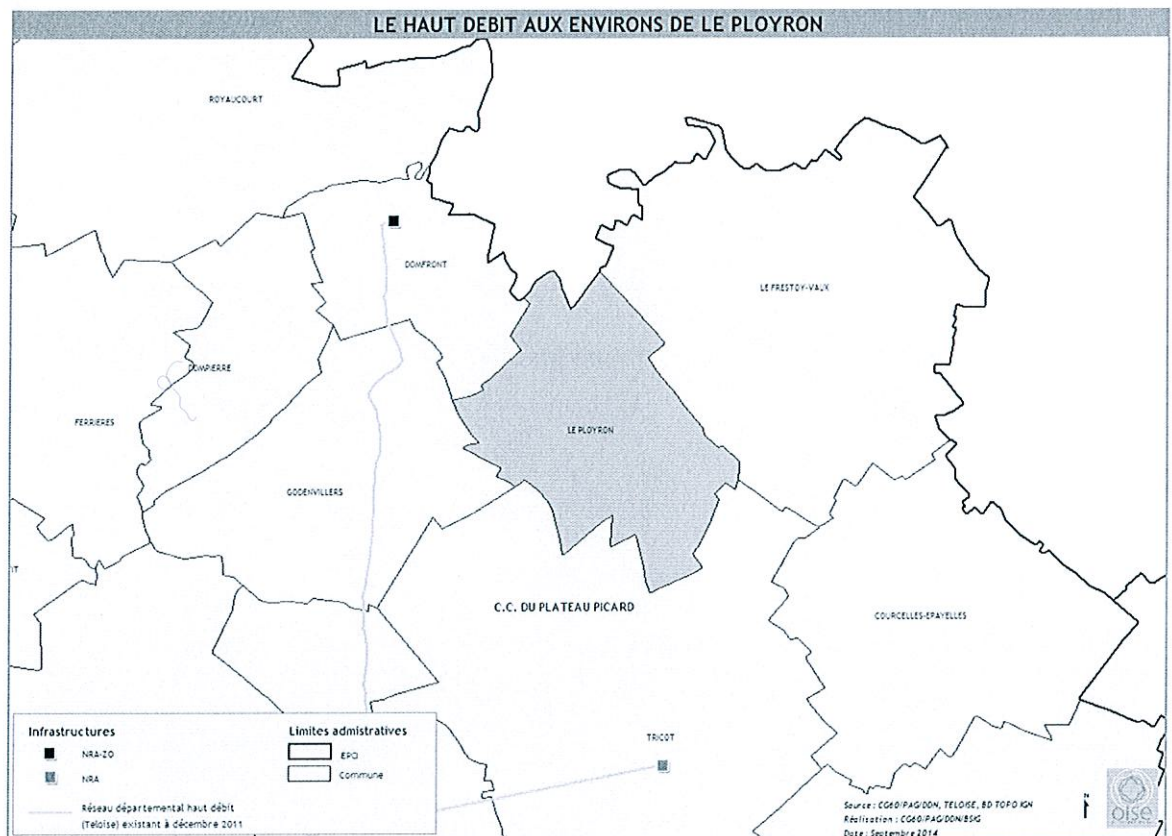 LE HAUT DEBIT AUX ENVIRONS DE LE PLOYRON
ROYAUCOURT
DOMFRONT
LE FRESTOY-VAUX
DOMPIERRE
FERRIERES
LE PLOYRON
GODENVILLERS
IT
C.C. DU PLATEAU PICARD
COURCELLES-EPAYELLES
TRICOT
Infrastructures
NRA-ZO
NRA
Réseau départemental haut débit
(Teloise) existant à décembre 2011
Limites admistratives
EPCI
Commune
Source : CG60/PAG/DDN, TELOISE, BD TOPO IGN
Réalisation : CG60/PAG/DDN/BSIG
Date : Septembre 2014
N
oise